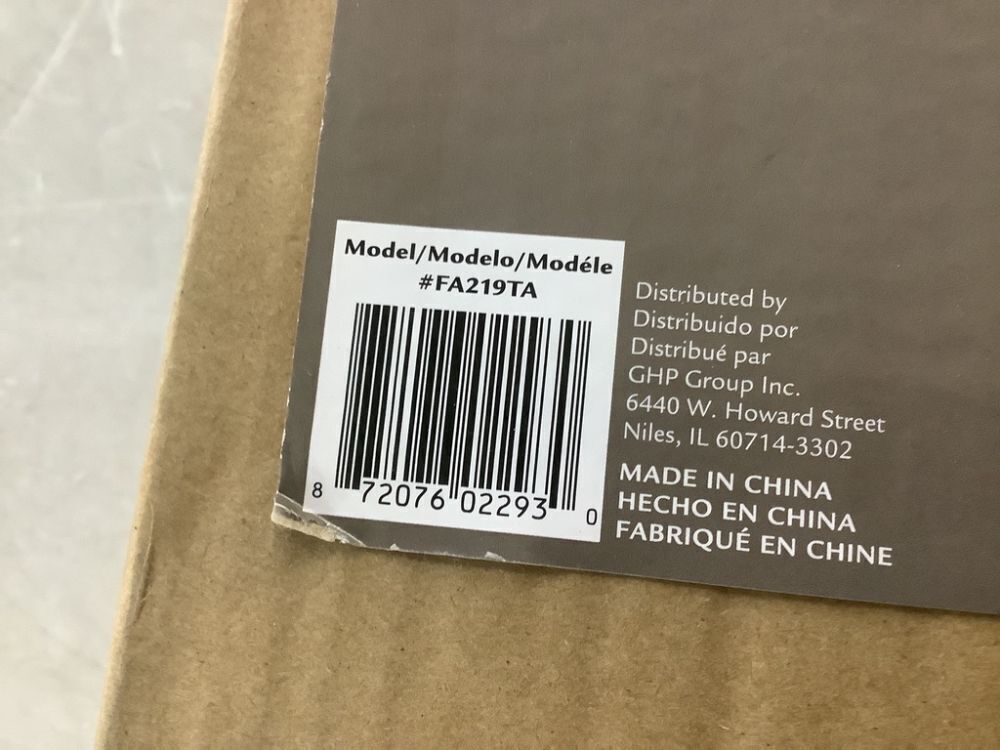 Model/Modelo/Modéle
#FA219TA
8 72076 02293 0
Distributed by
Distribuido por
Distribué par
GHP Group Inc.
6440 W. Howard Street
Niles, IL 60714-3302
MADE IN CHINA
HECHO EN CHINA
FABRIQUÉ EN CHINE